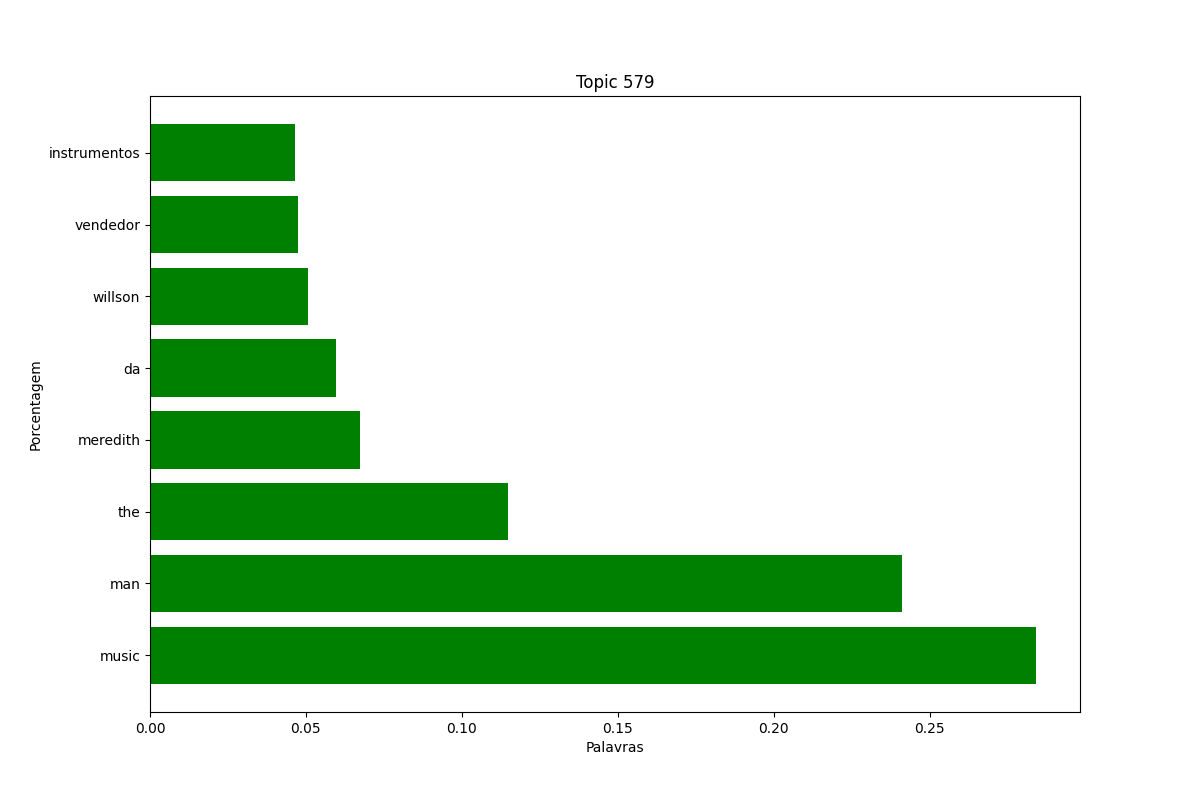 Topic 579
instrumentos
vendedor
willson
da
meredith
the
man
music
Porcentagem
0.00 0.05 0.10 0.15 0.20 0.25
Palavras